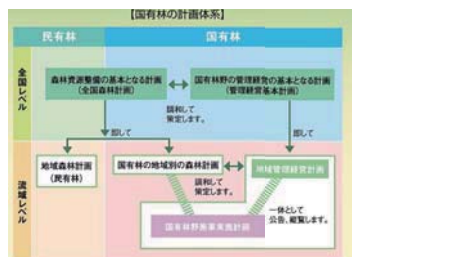 【国有林の計画体系】
民有林
国有林
全国レベル
森林資源整備の基本となる計画
(全国森林計画)
国有林野の管理経営の基本となる計画
(管理経営基本計画)
調和して
策定します。
即して
即して
流域レベル
地域森林計画
(民有林)
国有林の地域別の森林計画
地域管理経営計画
調和して
策定します。
一体として
公告、縦覧します。
国有林野施業実施計画